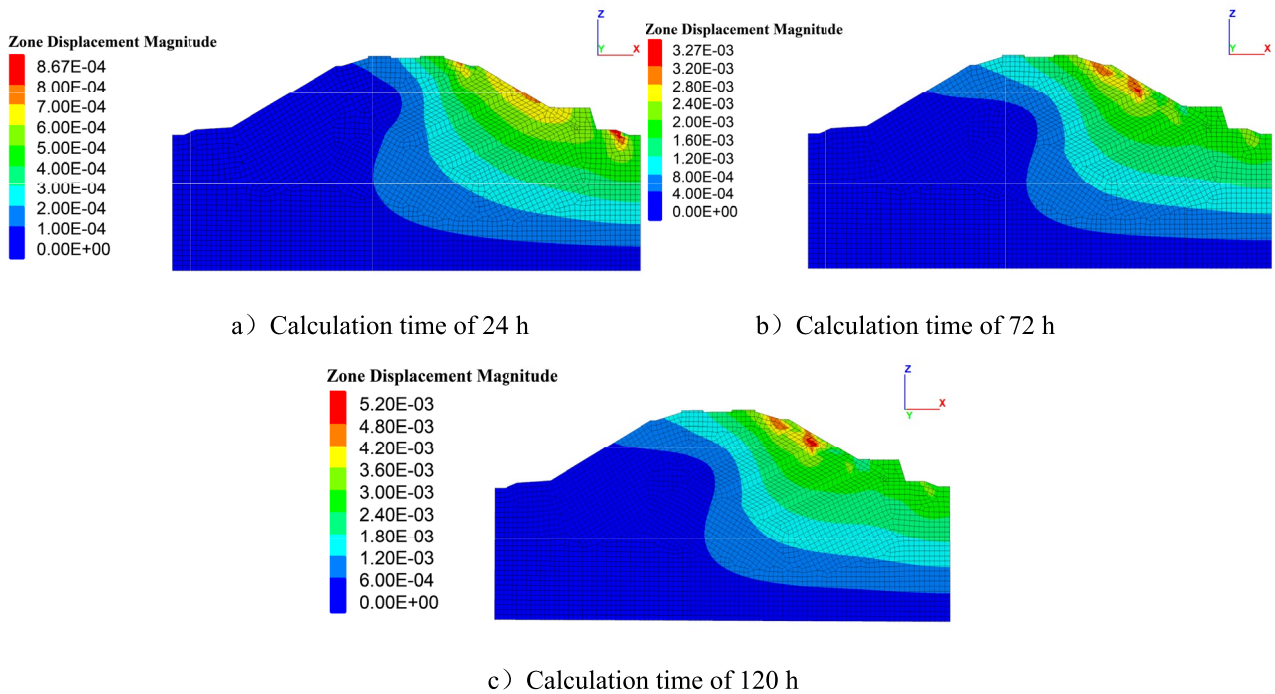 Zone Displacement Magnitude
8.67E-04
8.00E-04
7.00E-04
6.00E-04
5.00E-04
4.00E-04
3.00E-04
2.00E-04
1.00E-04
0.00E+00
Z
Y X
a）Calculation time of 24 h
Zone Displacement Magnitude
3.27E-03
3.20E-03
2.80E-03
2.40E-03
2.00E-03
1.60E-03
1.20E-03
8.00E-04
4.00E-04
0.00E+00
Z
Y X
b）Calculation time of 72 h
Zone Displacement Magnitude
5.20E-03
4.80E-03
4.20E-03
3.60E-03
3.00E-03
2.40E-03
1.80E 03
1.20E-03
6.00E-04
0.00E+00
Z
X
Y
c）Calculation time of 120 h